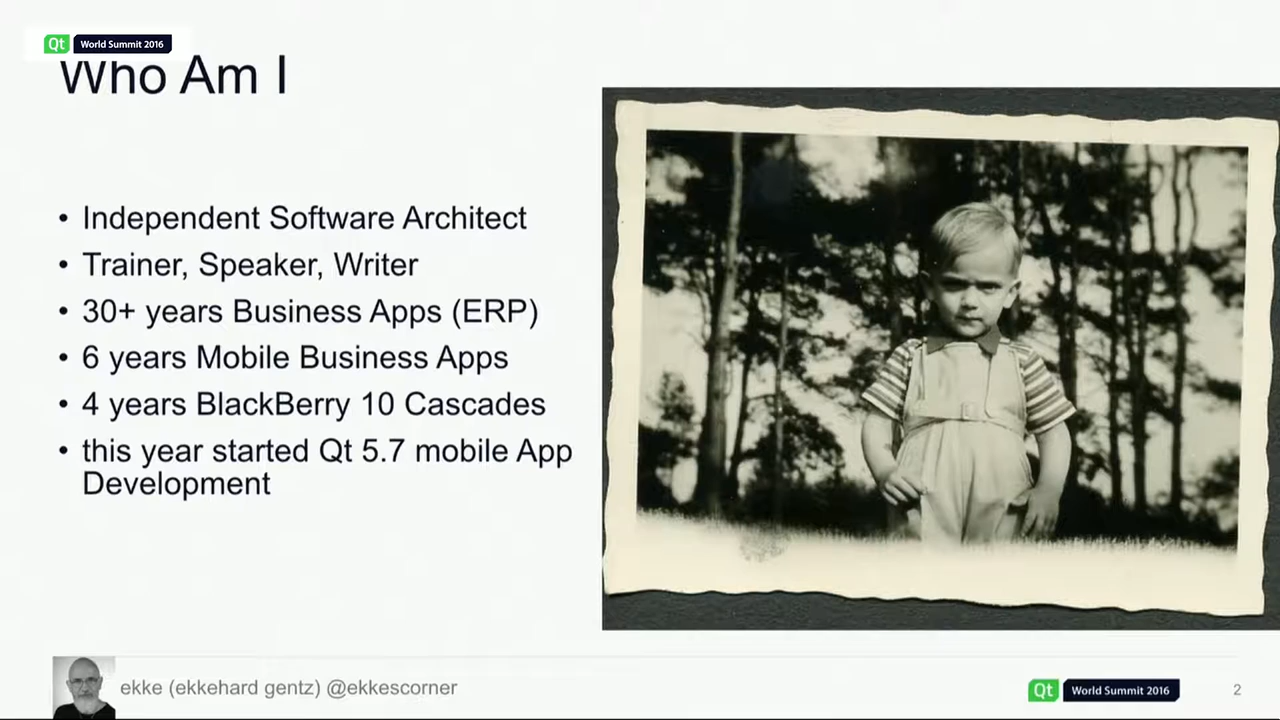 Qt World Summit 2016
Who Am I
• Independent Software Architect
• Trainer, Speaker, Writer
• 30+ years Business Apps (ERP)
• 6 years Mobile Business Apps
• 4 years BlackBerry 10 Cascades
• this year started Qt 5.7 mobile App
Development
ekke (ekkehard gentz) @ekkescorner
Qt World Summit 2016
2